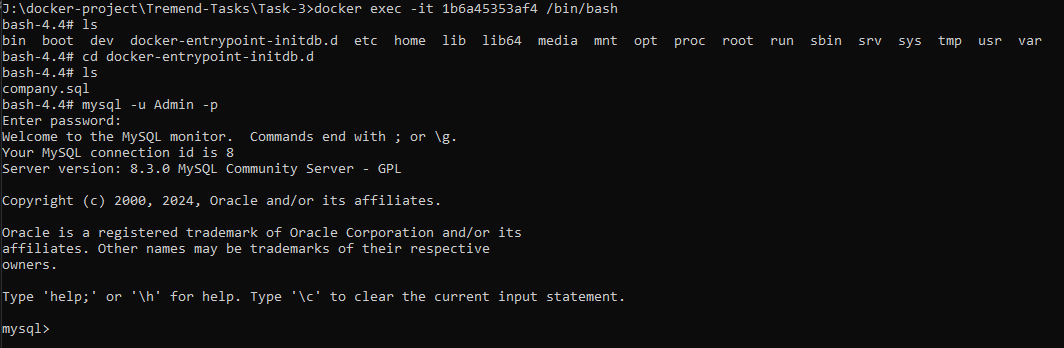 J:\docker-project\Tremend-Tasks\Task-3>docker exec -it 1b6a45353af4 /bin/bash
bash-4.4# ls
bin  boot  dev  docker-entrypoint-initdb.d  etc  home  lib  lib64  media  mnt  opt  proc  root  run  sbin  srv  sys  tmp  usr  var
bash-4.4# cd docker-entrypoint-initdb.d
bash-4.4# ls
company.sql
bash-4.4# mysql -u Admin -p
Enter password:
Welcome to the MySQL monitor.  Commands end with ; or \g.
Your MySQL connection id is 8
Server version: 8.3.0 MySQL Community Server - GPL

Copyright (c) 2000, 2024, Oracle and/or its affiliates.

Oracle is a registered trademark of Oracle Corporation and/or its
affiliates. Other names may be trademarks of their respective
owners.

Type 'help;' or '\h' for help. Type '\c' to clear the current input statement.

mysql>